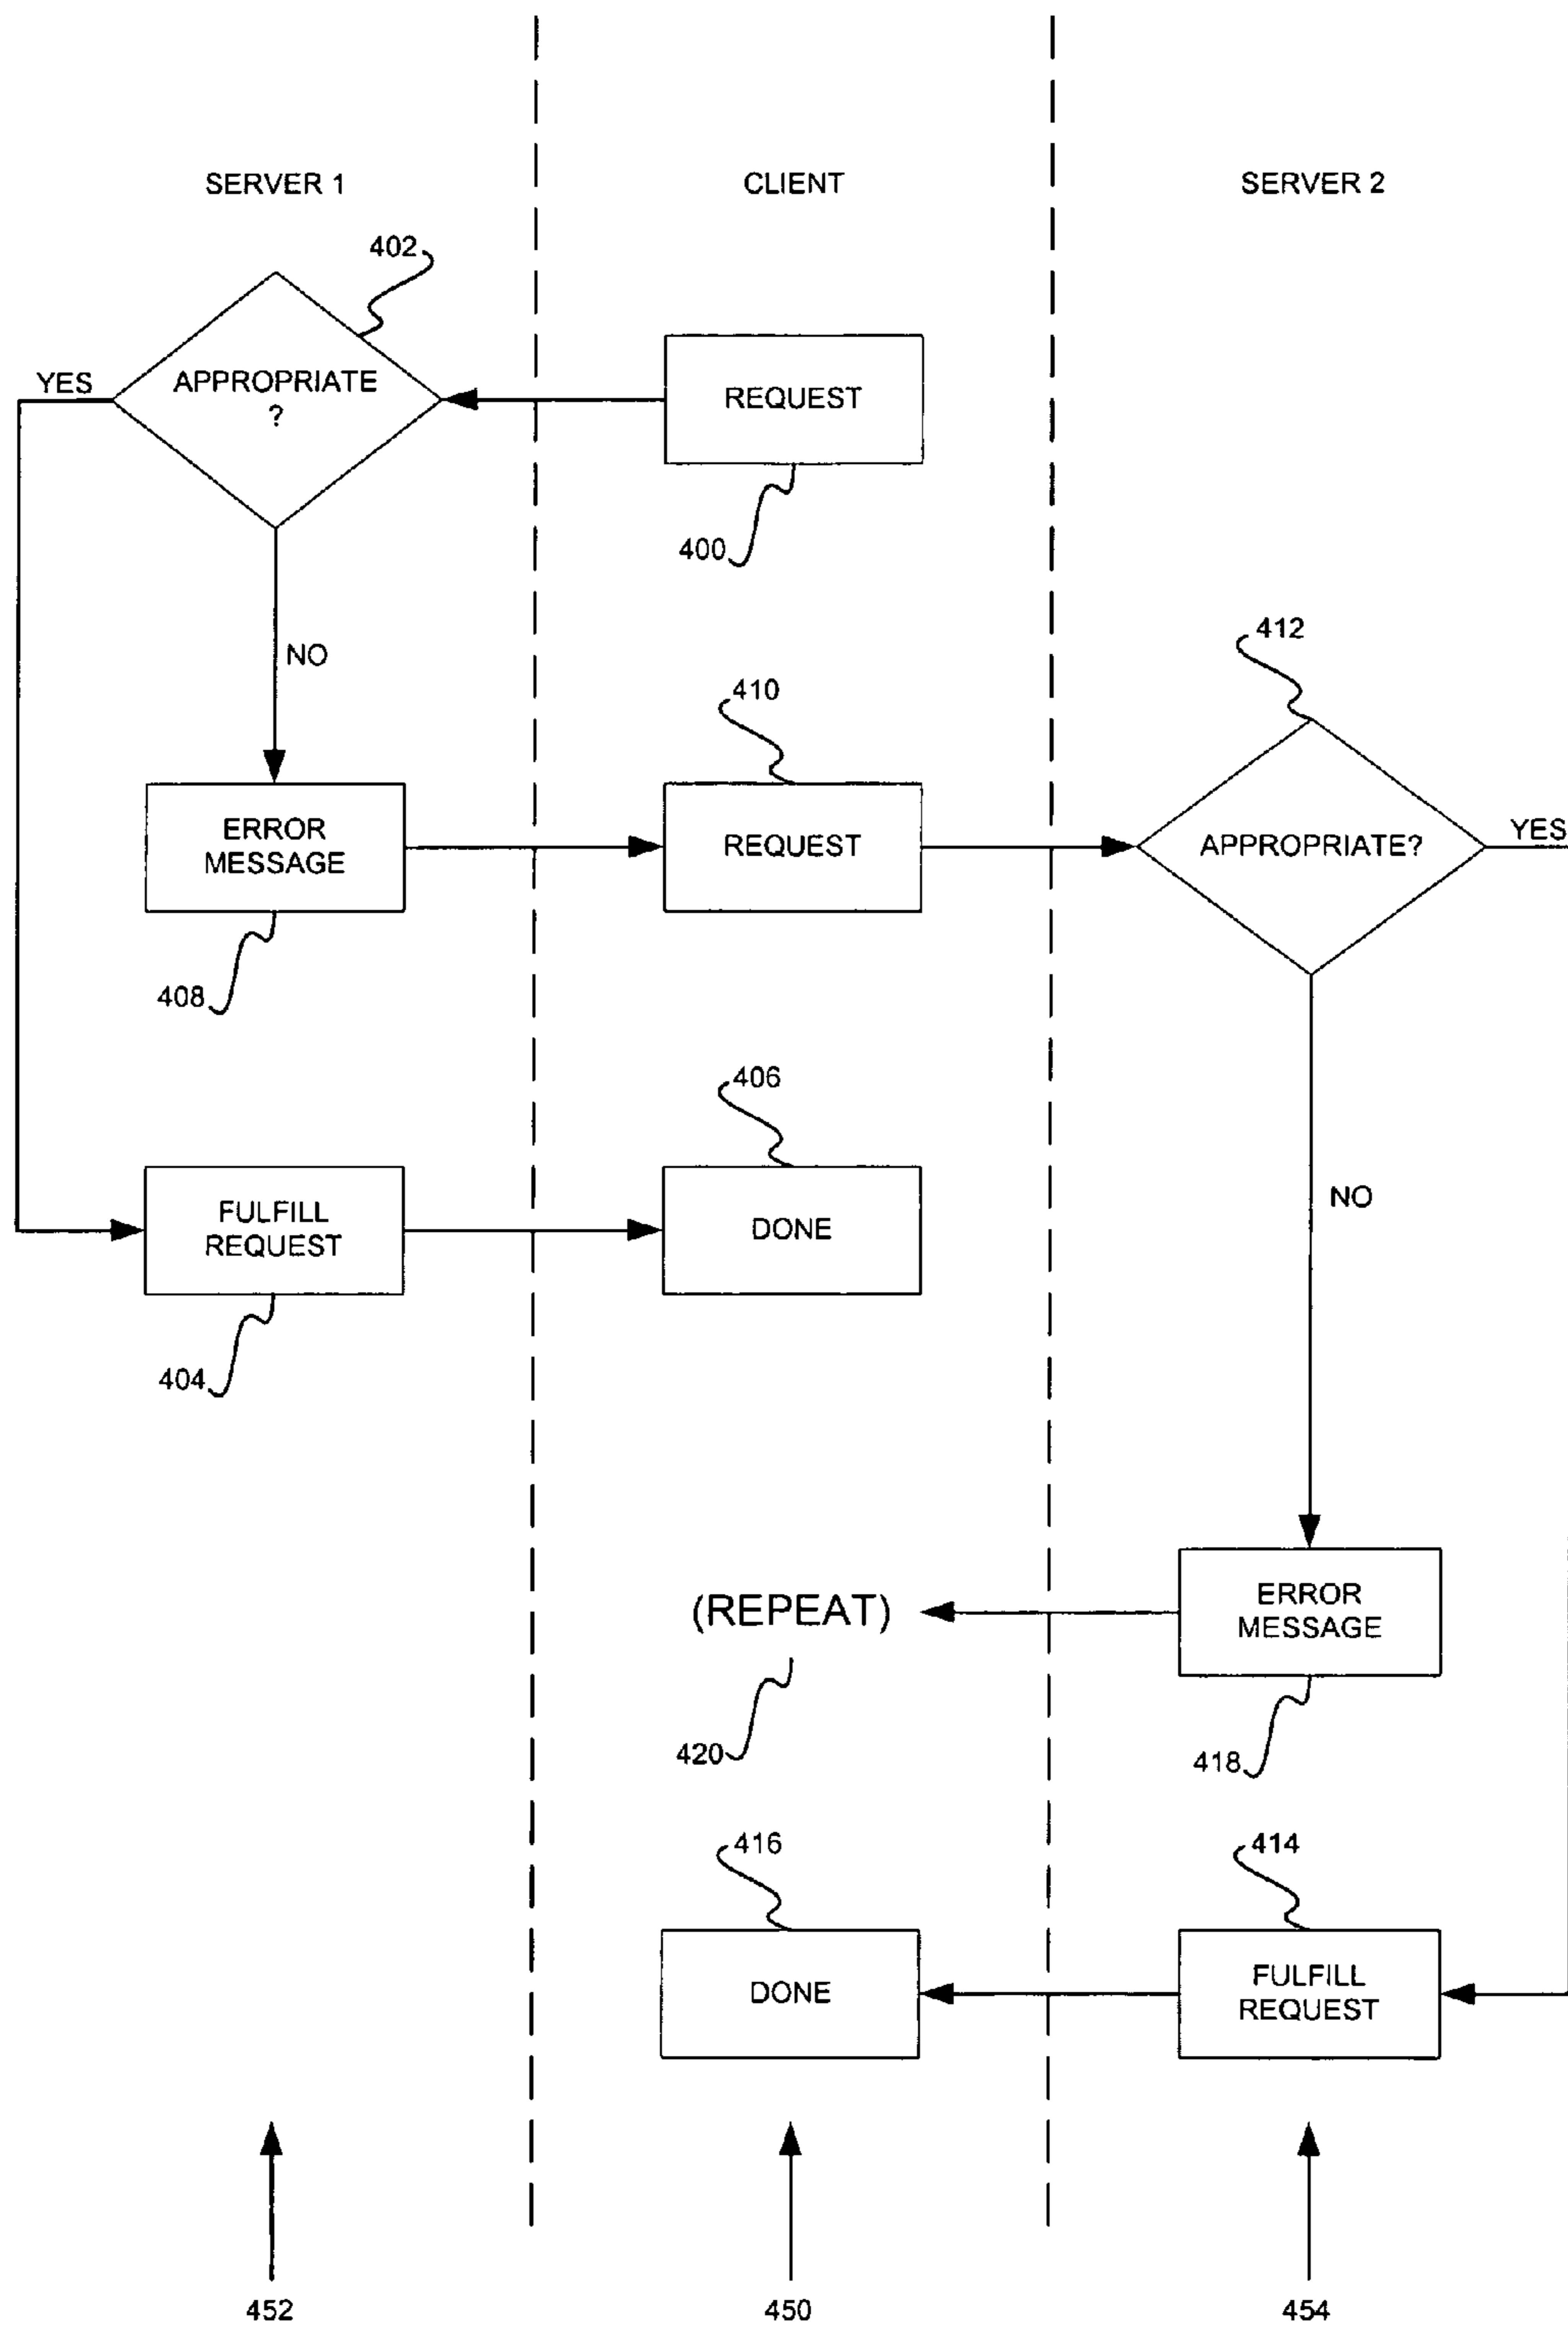 SERVER 1
CLIENT
SERVER 2
402
YES
APPROPRIATE
?
REQUEST
400
NO
412
410
ERROR
MESSAGE
REQUEST
APPROPRIATE?
YES
408
406
FULFILL
REQUEST
DONE
NO
404
(REPEAT)
ERROR
MESSAGE
420
418
416
414
DONE
FULFILL
REQUEST
452
450
454